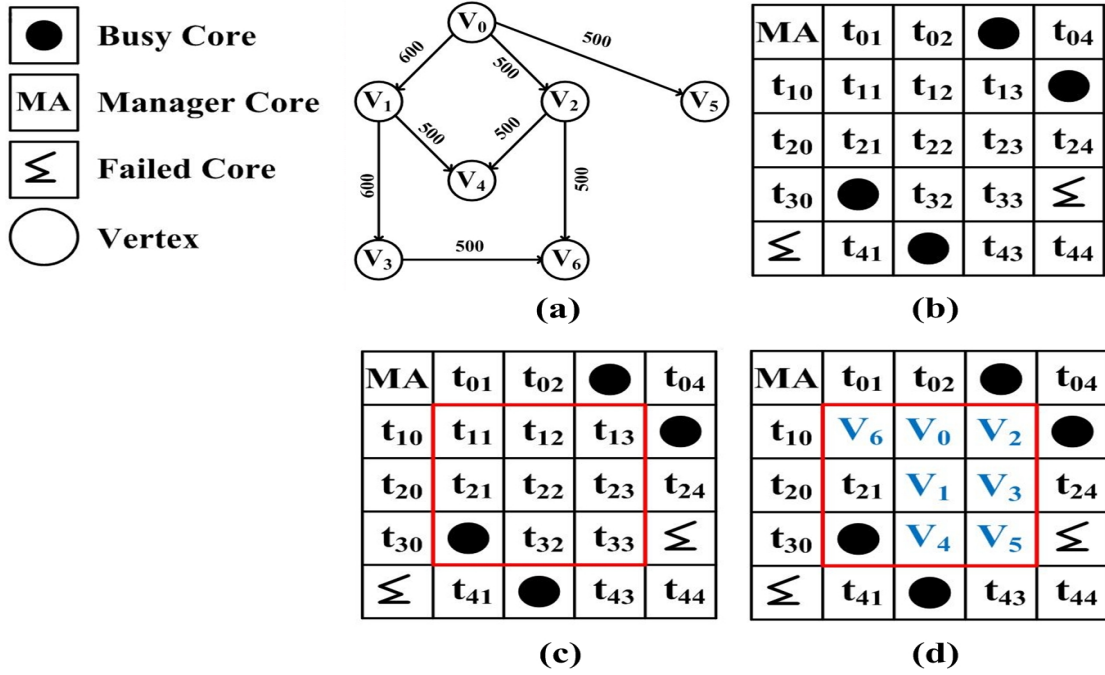 Busy Core
MA Manager Core
Σ Failed Core
Vertex
V0
600 500 500
V1 V2 V5
500 500
600 V4 500
V3 500 V6
(a)
MA t01 t02 t04
t10 t11 t12 t13
t20 t21 t22 t23 t24
t30 t32 t33 Σ
Σ t41 t43 t44
(b)
MA t01 t02 t04
t10 t11 t12 t13
t20 t21 t22 t23 t24
t30 t32 t33 Σ
Σ t41 t43 t44
(c)
MA t01 t02 t04
t10 V6 V0 V2
t20 t21 V1 V3 t24
t30 V4 V5 Σ
Σ t41 t43 t44
(d)